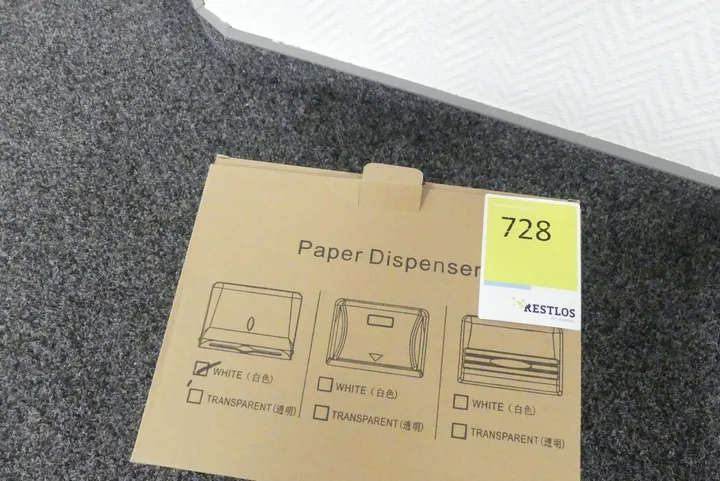 728
RESTLOS
Paper Dispenser
WHITE (白色)
TRANSPARENT (透明)
WHITE (白色)
TRANSPARENT (透明)
WHITE (白色)
TRANSPARENT (透明)